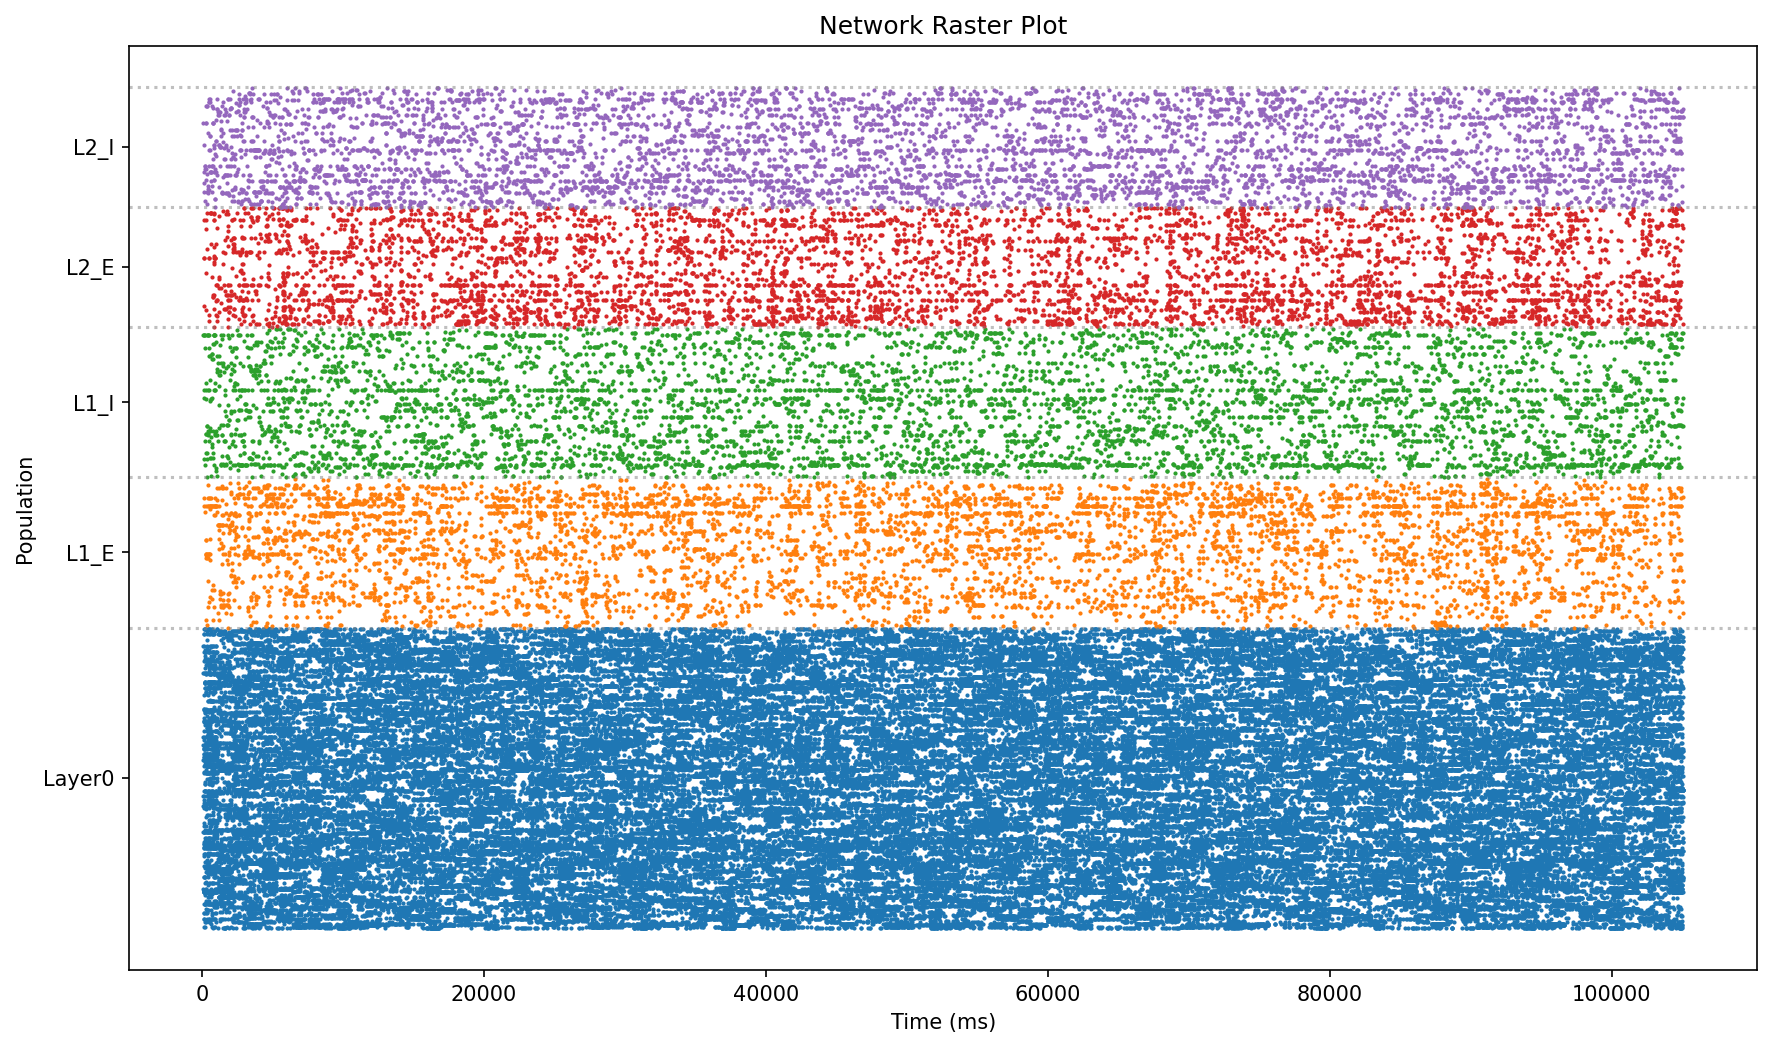 Network Raster Plot
Population
L2_I
L2_E
L1_I
L1_E
Layer0
0 20000 40000 60000 80000 100000
Time (ms)